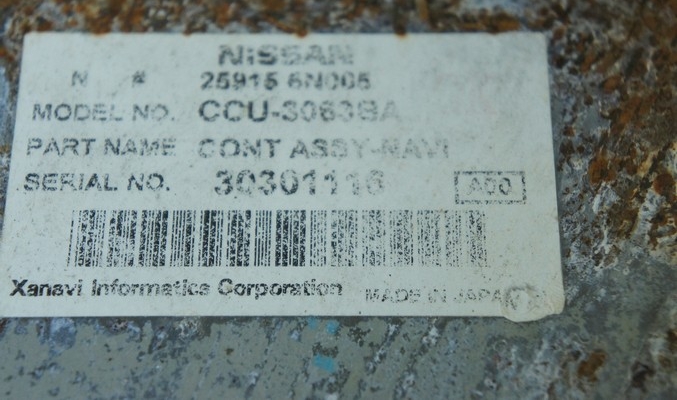 NISSAN
N # 25915 6N005
MODEL NO. CCU-3063BA
PART NAME CONT ASSY-NAVI
SERIAL NO. 30301116
A00
Xanavi Informatics Corporation MADE IN JAPAN